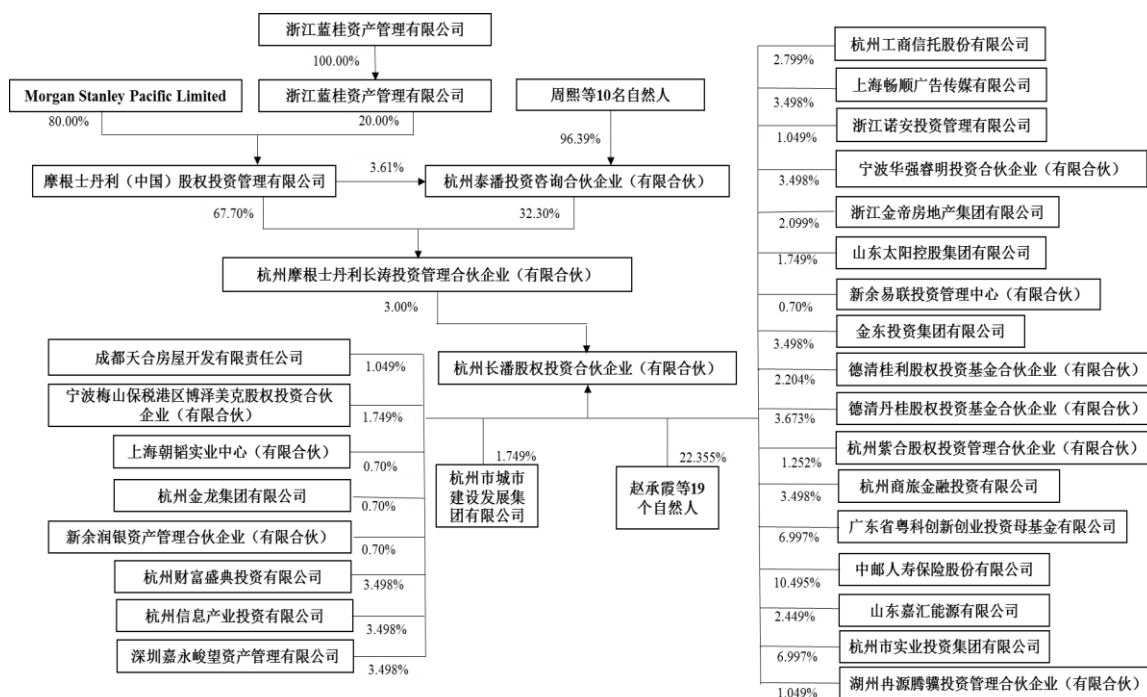 浙江蓝桂资产管理有限公司
100.00%
Morgan Stanley Pacific Limited
浙江蓝桂资产管理有限公司
周熙等10名自然人
80.00%
20.00%
96.39%
摩根士丹利（中国）股权投资管理有限公司
3.61%
杭州泰潘投资咨询合伙企业（有限合伙）
67.70%
32.30%
杭州摩根士丹利长涛投资管理合伙企业（有限合伙）
3.00%
杭州长潘股权投资合伙企业（有限合伙）
成都天合房屋开发有限责任公司
1.049%
宁波梅山保税港区博泽美克股权投资合伙
企业（有限合伙）
1.749%
上海朝韬实业中心（有限合伙）
0.70%
杭州金龙集团有限公司
0.70%
新余润银资产管理合伙企业（有限合伙）
0.70%
杭州财富盛典投资有限公司
3.498%
杭州信息产业投资有限公司
3.498%
深圳嘉永峻望资产管理有限公司
3.498%
1.749%
杭州市城市
建设发展集
团有限公司
22.355%
赵承霞等19
个自然人
杭州工商信托股份有限公司
2.799%
上海畅顺广告传媒有限公司
3.498%
浙江诺安投资管理有限公司
1.049%
宁波华强睿明投资合伙企业（有限合伙）
3.498%
浙江金帝房地产集团有限公司
2.099%
山东太阳控股集团有限公司
1.749%
新余易联投资管理中心（有限合伙）
0.70%
金东投资集团有限公司
3.498%
德清桂利股权投资基金合伙企业（有限合伙）
2.204%
德清丹桂股权投资基金合伙企业（有限合伙）
3.673%
杭州紫合股权投资管理合伙企业（有限合伙）
1.252%
杭州商旅金融投资有限公司
3.498%
广东省粤科创新创业投资母基金有限公司
6.997%
中邮人寿保险股份有限公司
10.495%
山东嘉汇能源有限公司
2.449%
杭州市实业投资集团有限公司
6.997%
湖州冉源腾骥投资管理合伙企业（有限合伙）
1.049%